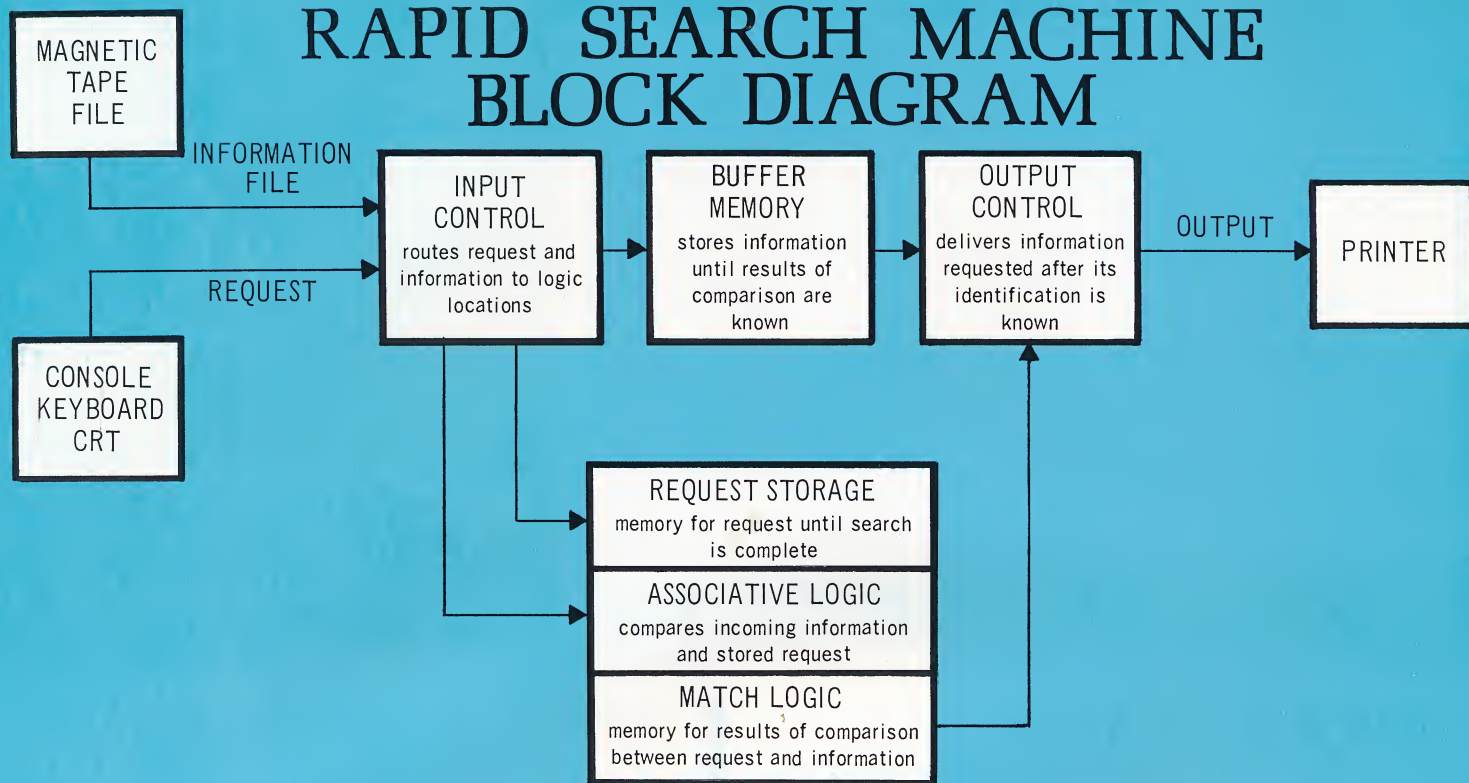 RAPID SEARCH MACHINE
BLOCK DIAGRAM
MAGNETIC
TAPE
FILE
INFORMATION
FILE
REQUEST
CONSOLE
KEYBOARD
CRT
INPUT
CONTROL
routes request and
information to logic
locations
BUFFER
MEMORY
stores information
until results of
comparison are
known
OUTPUT
CONTROL
delivers information
requested after its
identification is
known
OUTPUT
PRINTER
REQUEST STORAGE
memory for request until search
is complete
ASSOCIATIVE LOGIC
compares incoming information
and stored request
MATCH LOGIC
memory for results of comparison
between request and information